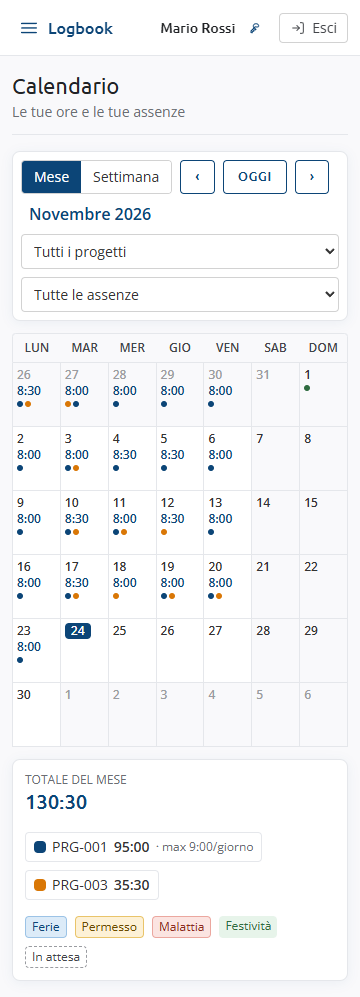 Logbook Mario Rossi Esci
Calendario
Le tue ore e le tue assenze
Mese Settimana ‹ OGGI ›
Novembre 2026
Tutti i progetti
Tutte le assenze
LUN MAR MER GIO VEN SAB DOM
26 27 28 29 30 31 1
8:30 8:00 8:00 8:00 8:00
2 3 4 5 6 7 8
8:00 8:00 8:30 8:30 8:00
9 10 11 12 13 14 15
8:00 8:30 8:00 8:30 8:00
16 17 18 19 20 21 22
8:00 8:30 8:00 8:00 8:00
23 24 25 26 27 28 29
8:00
30 1 2 3 4 5 6
TOTALE DEL MESE
130:30
PRG-001 95:00 · max 9:00/giorno
PRG-003 35:30
Ferie Permesso Malattia Festività
In attesa